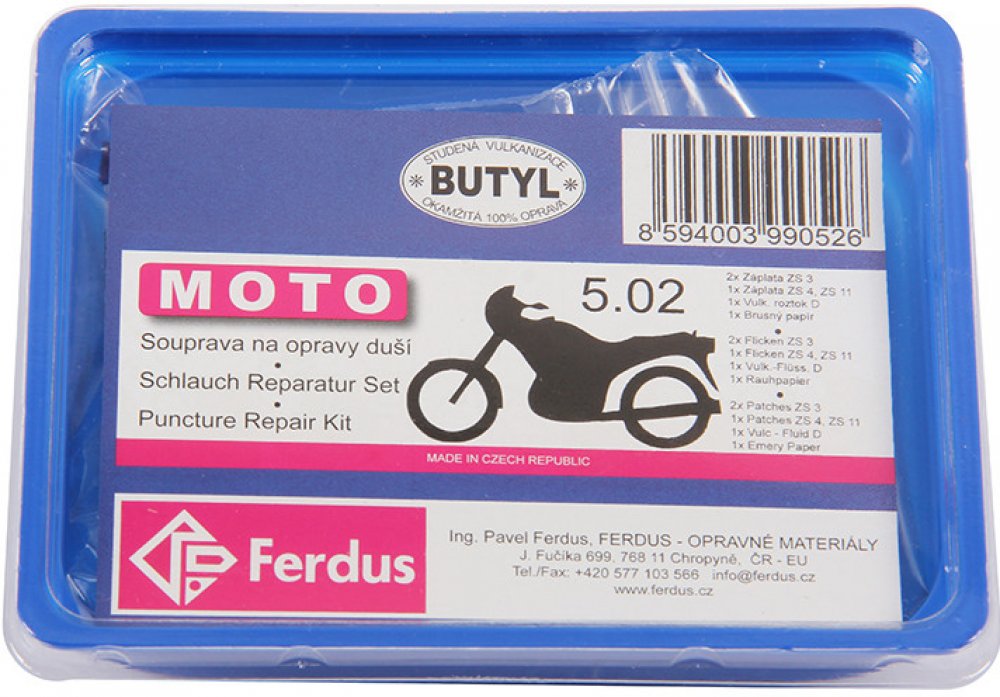 STUDENÁ VULKANIZACE
* BUTYL *
OKAMŽITÁ 100% OPRAVA
8 594003 990526
MOTO
Souprava na opravy duší
•
Schlauch Reparatur Set
•
Puncture Repair Kit
5.02
2x Záplata ZS 3
1x Záplata ZS 4, ZS 11
1x Vulk. roztok D
1x Brusný papír
•
2x Flicken ZS 3
1x Flicken ZS 4, ZS 11
1x Vulk.-Flüss. D
1x Rauhpapier
•
2x Patches ZS 3
1x Patches ZS 4, ZS 11
1x Vulc - Fluid D
1x Emery Paper
MADE IN CZECH REPUBLIC
Ferdus
Ing. Pavel Ferdus, FERDUS - OPRAVNÉ MATERIÁLY
J. Fučíka 699, 768 11 Chropyně, ČR - EU
Tel./Fax: +420 577 103 566 info@ferdus.cz
www.ferdus.cz